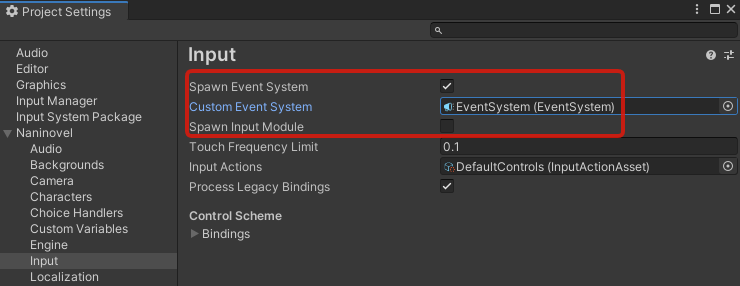 Project Settings
Audio
Editor
Graphics
Input Manager
Input System Package
Naninovel
Audio
Backgrounds
Camera
Characters
Choice Handlers
Custom Variables
Engine
Input
Localization
Input
Spawn Event System
Custom Event System EventSystem (EventSystem)
Spawn Input Module
Touch Frequency Limit 0.1
Input Actions DefaultControls (InputActionAsset)
Process Legacy Bindings
Control Scheme
Bindings